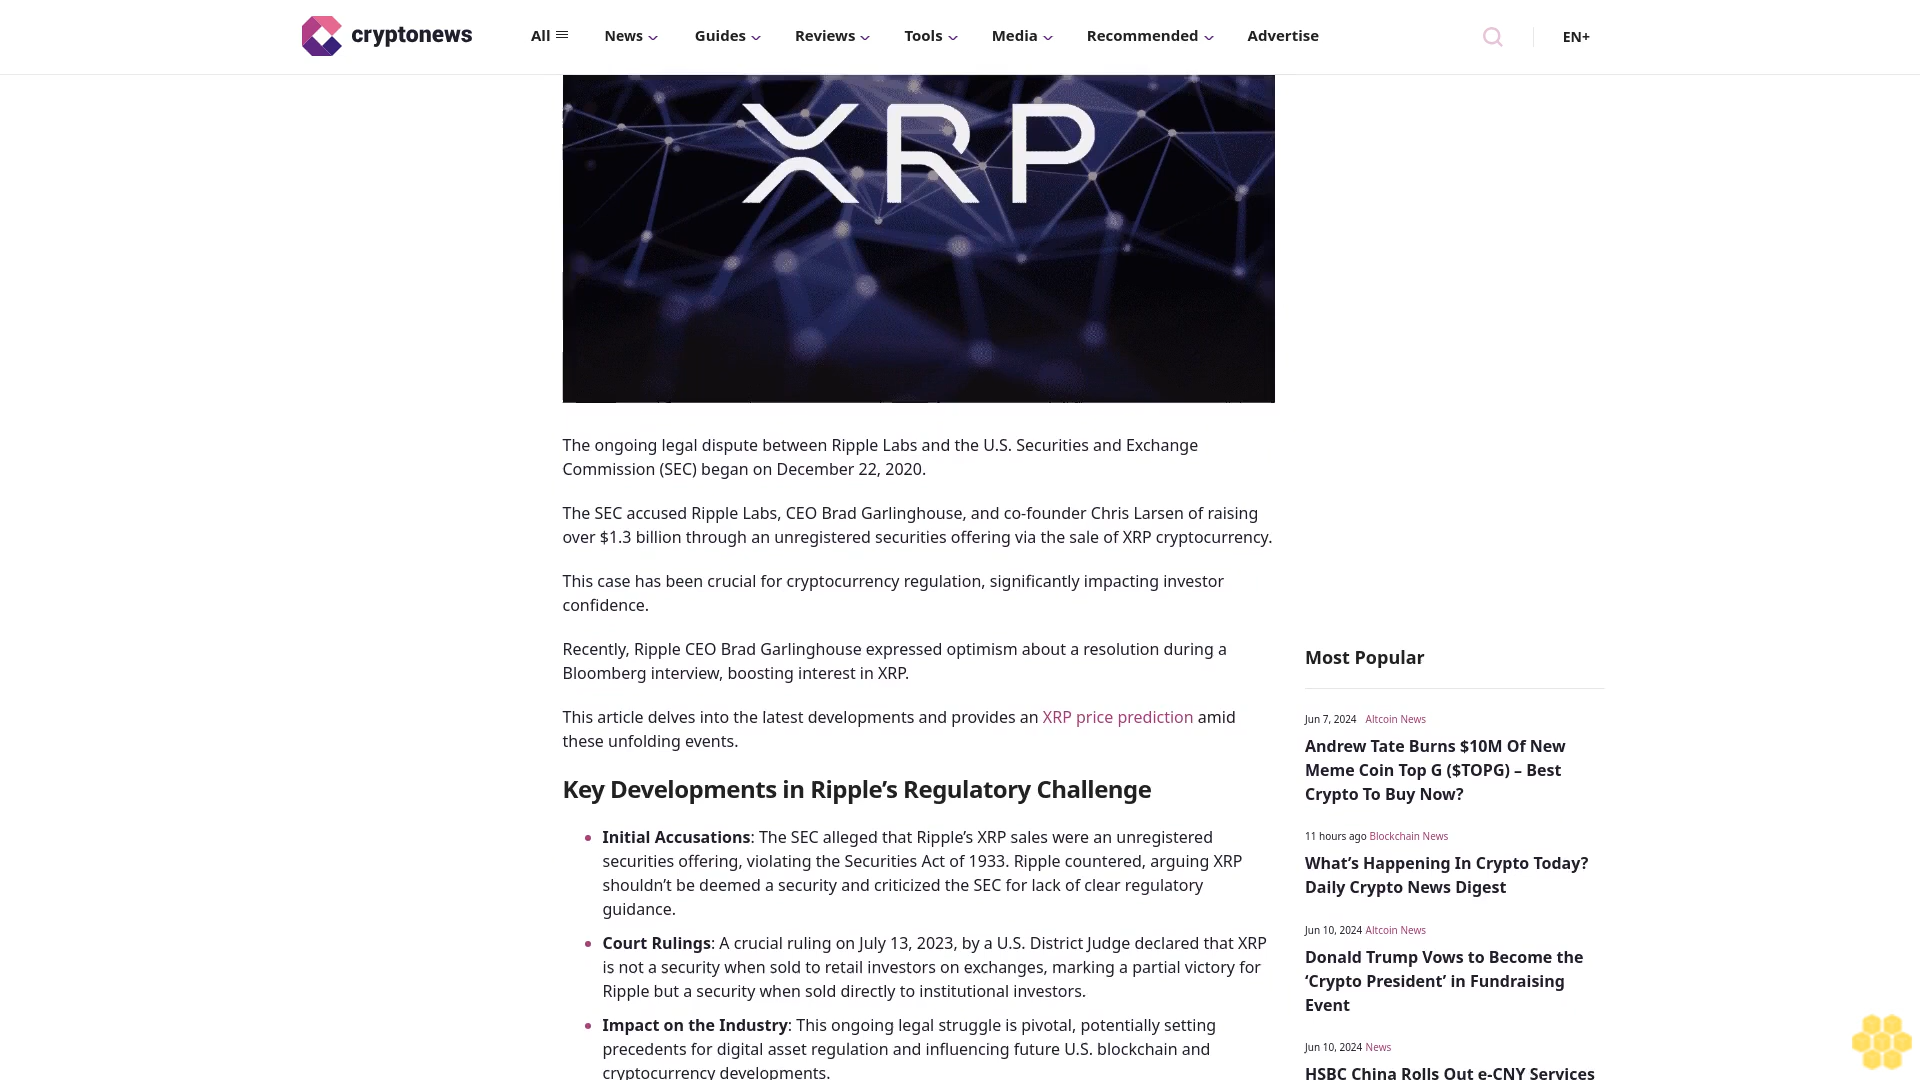 cryptonews
All
News
Guides
Reviews
Tools
Media
Recommended
Advertise
EN+
XRP
The ongoing legal dispute between Ripple Labs and the U.S. Securities and Exchange
Commission (SEC) began on December 22, 2020.
The SEC accused Ripple Labs, CEO Brad Garlinghouse, and co-founder Chris Larsen of raising
over $1.3 billion through an unregistered securities offering via the sale of XRP cryptocurrency.
This case has been crucial for cryptocurrency regulation, significantly impacting investor
confidence.
Recently, Ripple CEO Brad Garlinghouse expressed optimism about a resolution during a
Bloomberg interview, boosting interest in XRP.
This article delves into the latest developments and provides an XRP price prediction amid
these unfolding events.
Key Developments in Ripple’s Regulatory Challenge
Initial Accusations: The SEC alleged that Ripple’s XRP sales were an unregistered
securities offering, violating the Securities Act of 1933. Ripple countered, arguing XRP
shouldn’t be deemed a security and criticized the SEC for lack of clear regulatory
guidance.
Court Rulings: A crucial ruling on July 13, 2023, by a U.S. District Judge declared that XRP
is not a security when sold to retail investors on exchanges, marking a partial victory for
Ripple but a security when sold directly to institutional investors.
Impact on the Industry: This ongoing legal struggle is pivotal, potentially setting
precedents for digital asset regulation and influencing future U.S. blockchain and
cryptocurrency developments.
Most Popular
Jun 7, 2024 Altcoin News
Andrew Tate Burns $10M Of New
Meme Coin Top G ($TOPG) – Best
Crypto To Buy Now?
11 hours ago Blockchain News
What’s Happening In Crypto Today?
Daily Crypto News Digest
Jun 10, 2024 Altcoin News
Donald Trump Vows to Become the
‘Crypto President’ in Fundraising
Event
Jun 10, 2024 News
HSBC China Rolls Out e-CNY Services